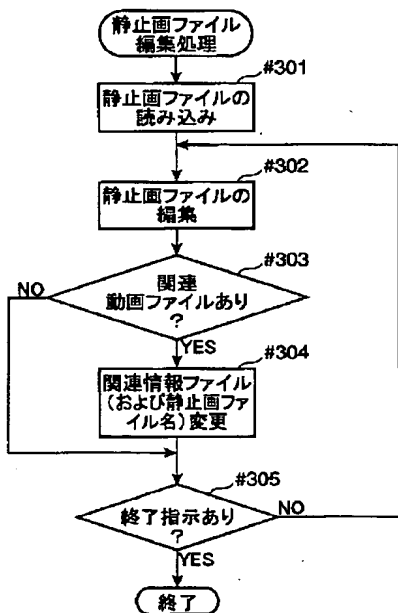 静止画ファイル
編集処理
#301
静止画ファイルの
読み込み
#302
静止画ファイルの
編集
#303
関連
動画ファイルあり
?
NO
YES
#304
関連情報ファイル
(および静止画ファ
イル名)変更
#305
終了指示あり
?
NO
YES
終了